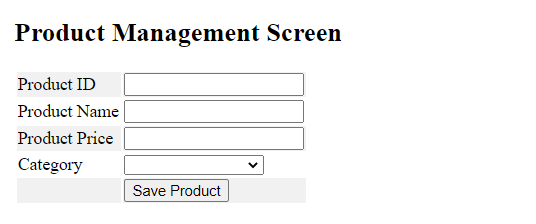 Product Management Screen
Product ID
Product Name
Product Price
Category
Save Product